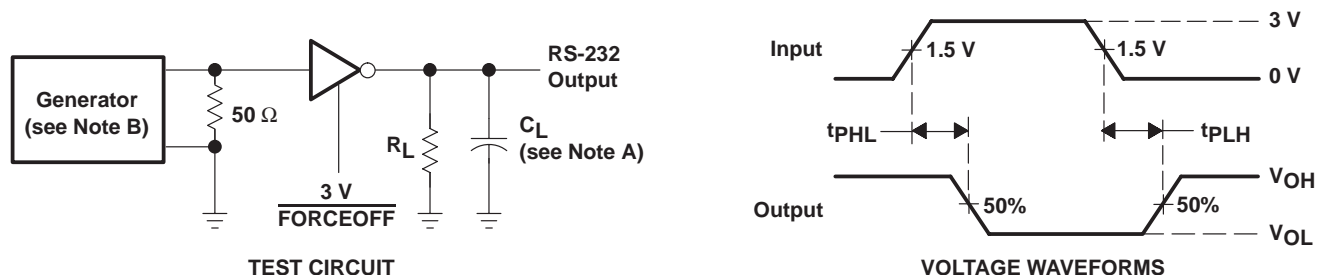 Generator
(see Note B)
50 Ω
3 V
FORCEOFF
RL
CL
(see Note A)
RS-232
Output
TEST CIRCUIT
Input
1.5 V
1.5 V
3 V
0 V
tPHL
tPLH
Output
50%
50%
VOH
VOL
VOLTAGE WAVEFORMS